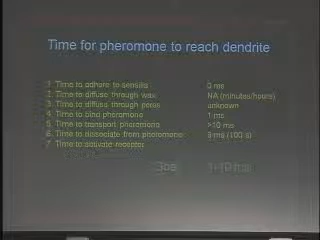 Time for pheromone to reach dendrite
1. Time to adhere to sensilla 0 ms
2. Time to diffuse through wax NA (minutes/hours)
3. Time to diffuse through pores unknown
4. Time to bind pheromone 1 ms
5. Time to transport pheromone >10 ms
6. Time to dissociate from pheromone 3 ms (100 s)
7. Time to activate receptor